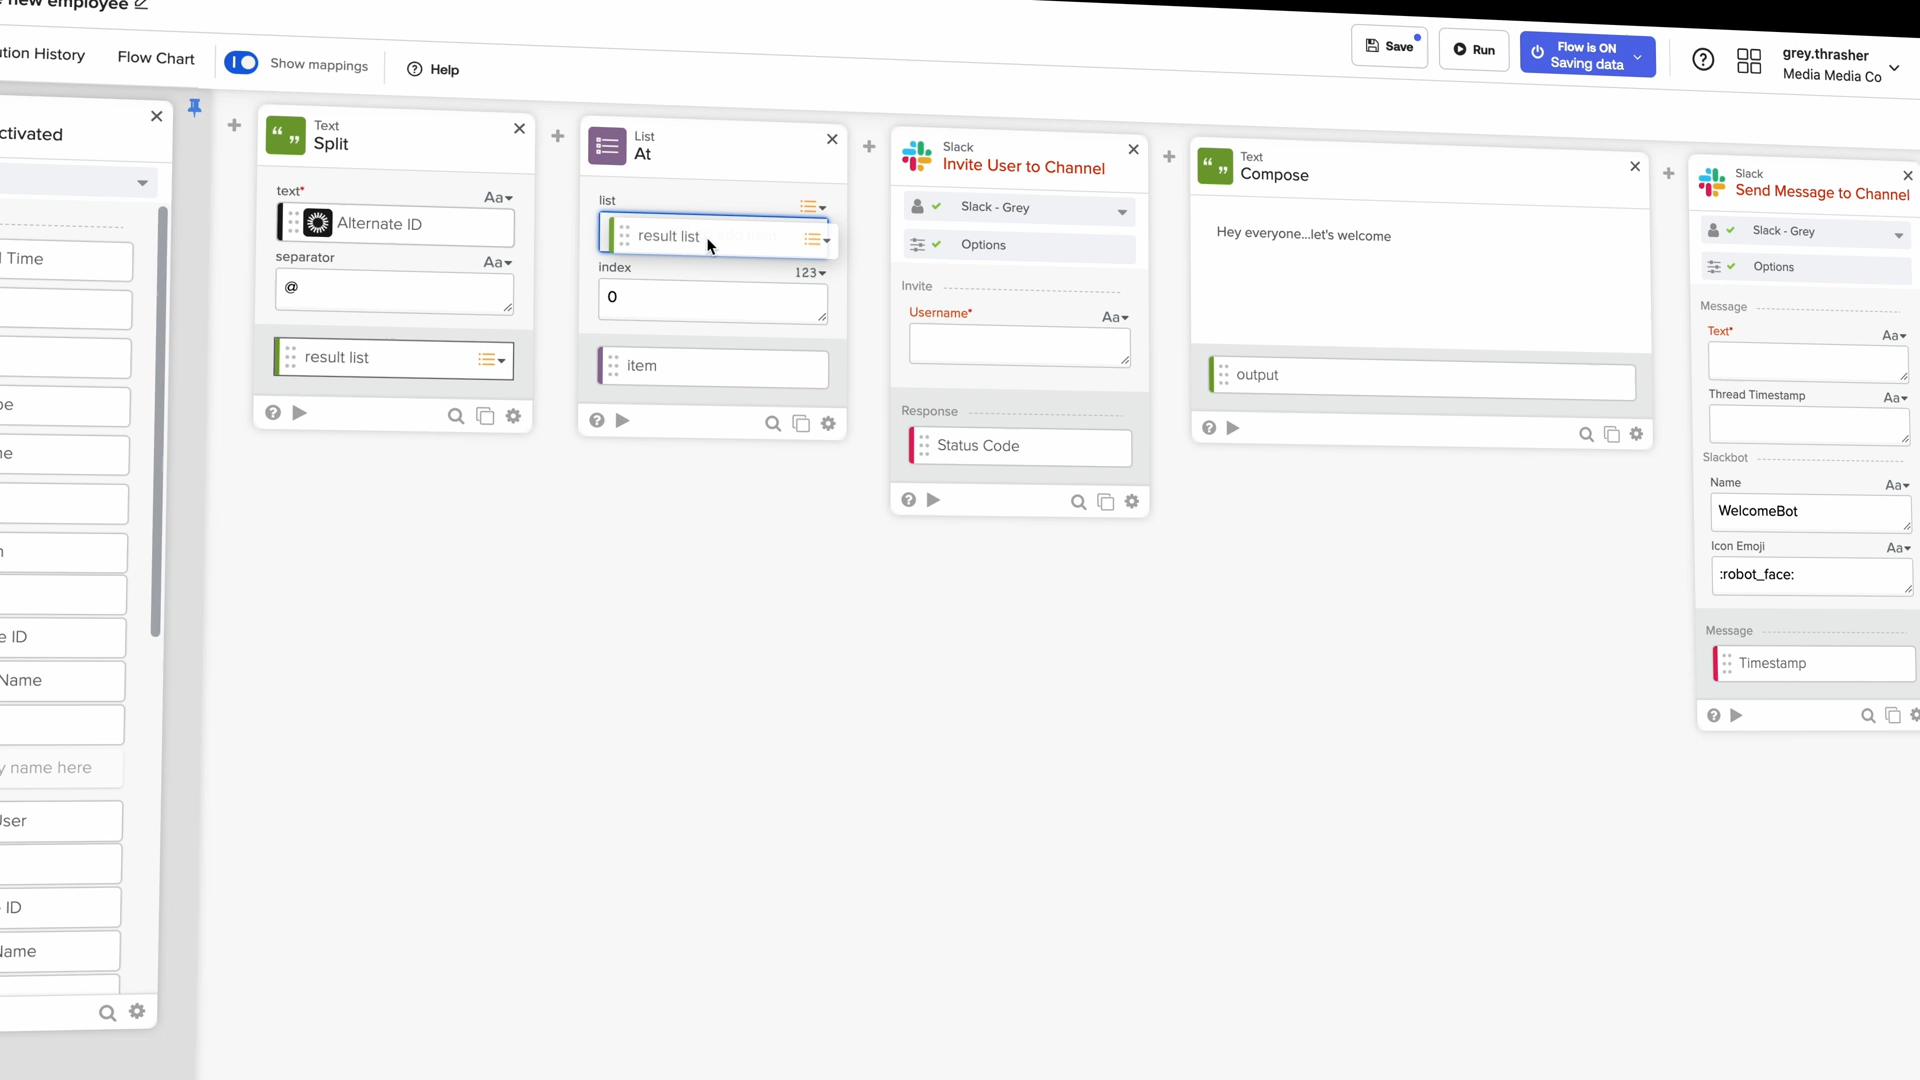 new employee
tion History
Flow Chart
Show mappings
Help
Save
Run
Flow is ON
Saving data
grey.thrasher
Media Media Co
ctivated
Time
pe
ne
n
e ID
Name
y name here
User
ID
Name
Text
Split
text*
Aa
Alternate ID
separator
Aa
@
result list
List
At
list
result list
index
123
0
item
Slack
Invite User to Channel
Slack - Grey
Options
Invite
Username*
Aa
Response
Status Code
Text
Compose
Hey everyone...let's welcome
output
Slack
Send Message to Channel
Slack - Grey
Options
Message
Text*
Aa
Thread Timestamp
Aa
Slackbot
Name
Aa
WelcomeBot
Icon Emoji
Aa
:robot_face:
Message
Timestamp